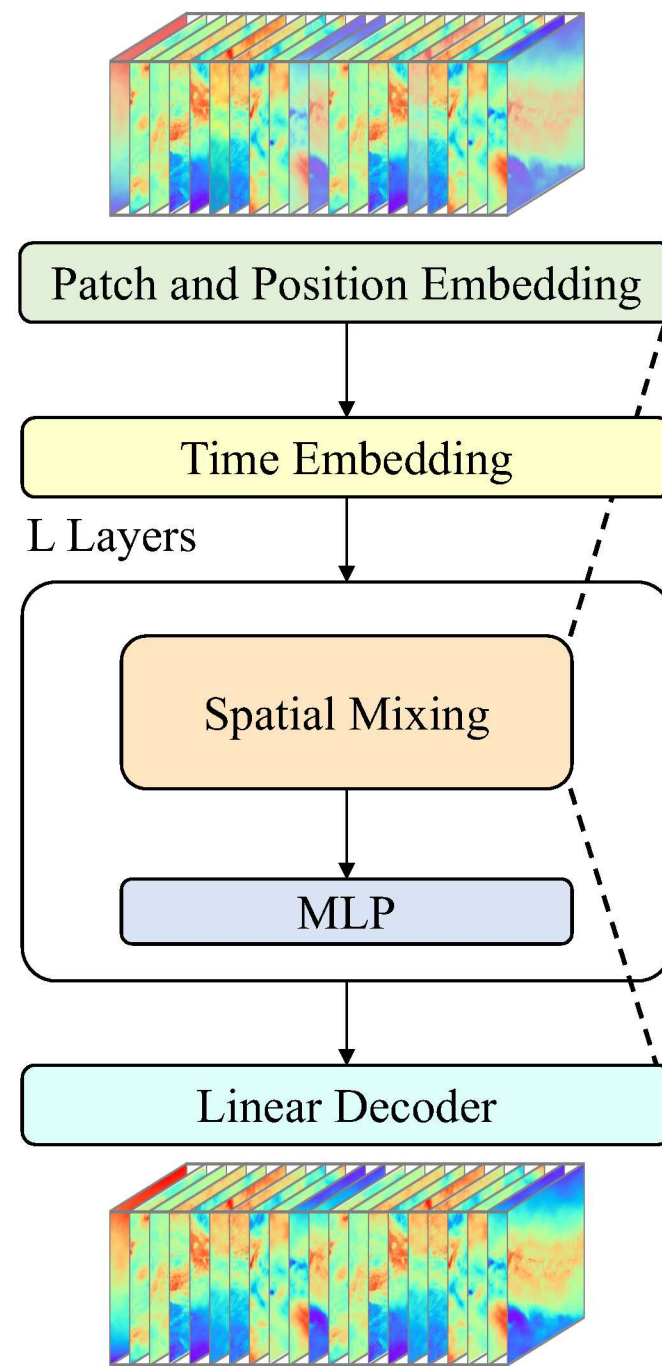 Patch and Position Embedding
Time Embedding
L Layers
Spatial Mixing
MLP
Linear Decoder